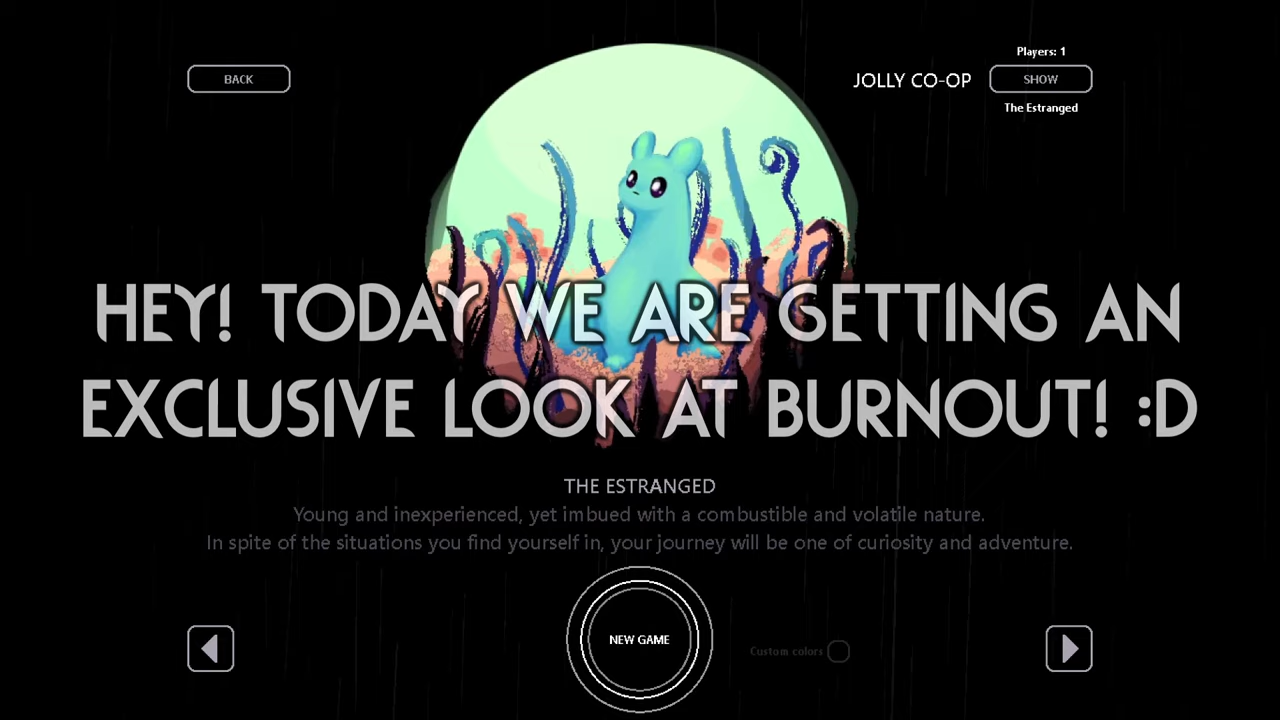 Players: 1
BACK
JOLLY CO-OP
SHOW
The Estranged
HEY! TODAY WE ARE GETTING AN
EXCLUSIVE LOOK AT BURNOUT! :D
THE ESTRANGED
Young and inexperienced, yet imbued with a combustible and volatile nature.
In spite of the situations you find yourself in, your journey will be one of curiosity and adventure.
NEW GAME
Custom colors